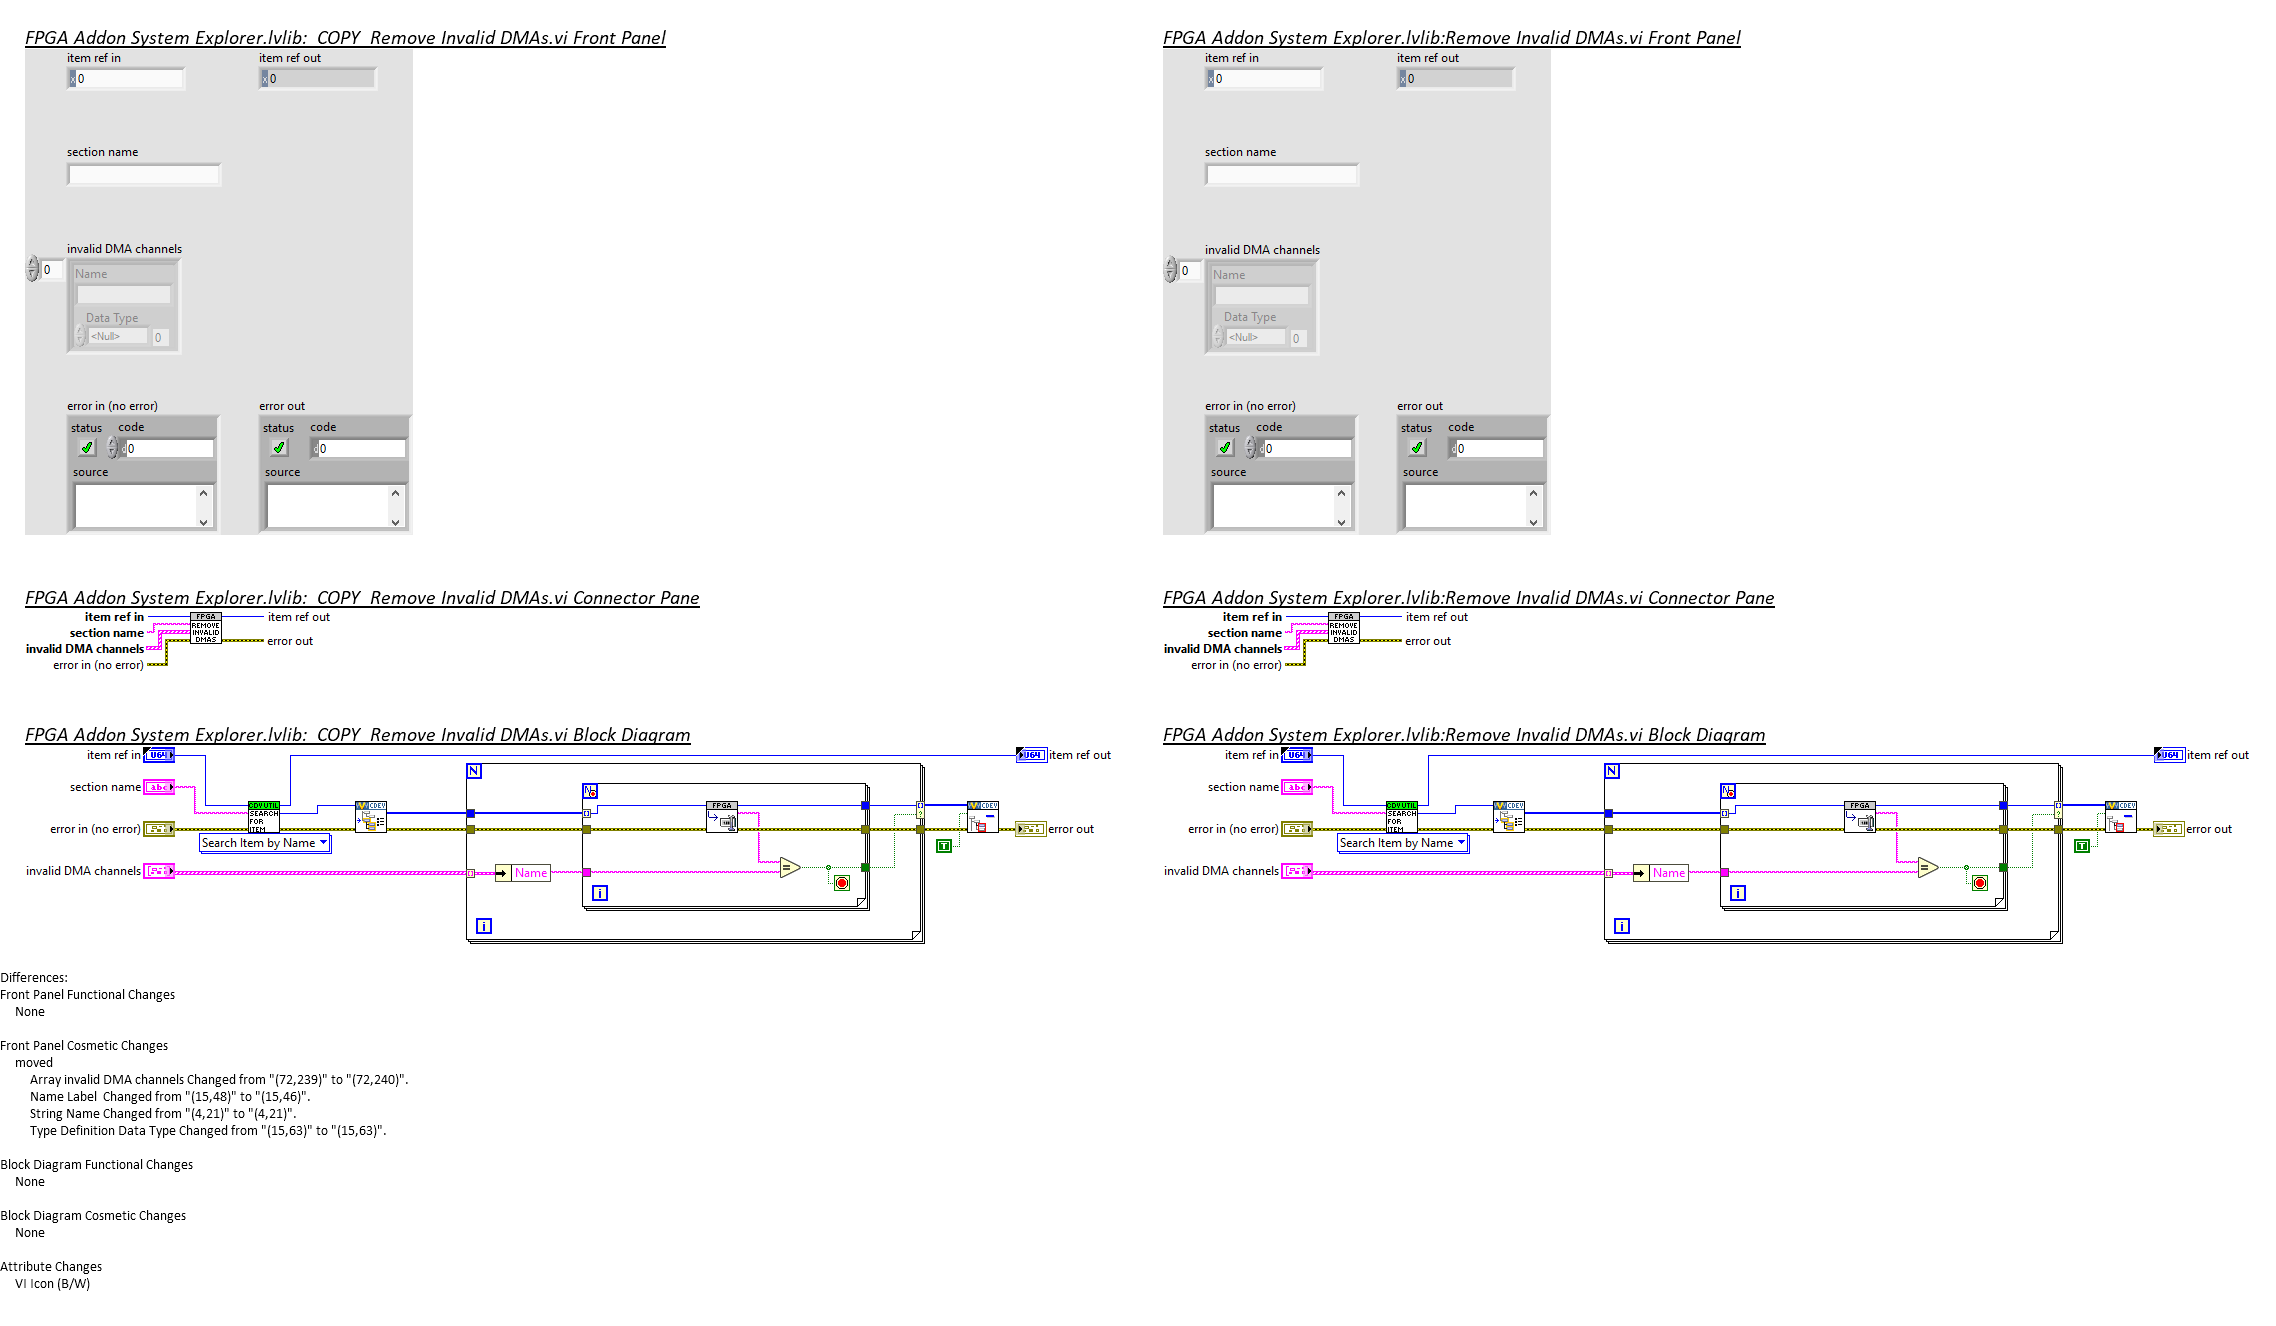 FPGA Addon System Explorer.lvlib:  COPY  Remove Invalid DMAs.vi Front Panel
item ref in
item ref out
x 0
x 0
section name
invalid DMA channels
0
Name
Data Type
<Null>
0
error in (no error)
error out
status
code
status
code
d0
d0
source
source
FPGA Addon System Explorer.lvlib:  COPY  Remove Invalid DMAs.vi Connector Pane
item ref in
section name
invalid DMA channels
error in (no error)
FPGA
REMOVE
INVALID
DMAS
item ref out
error out
FPGA Addon System Explorer.lvlib:  COPY  Remove Invalid DMAs.vi Block Diagram
item ref in
U64
U64
item ref out
N
section name
abc
N
CDV UTIL
SEARCH
FOR
ITEM
CDEV
FPGA
CDEV
error in (no error)
error out
Search Item by Name
T
invalid DMA channels
Name
=
i
i
FPGA Addon System Explorer.lvlib:Remove Invalid DMAs.vi Front Panel
item ref in
item ref out
x 0
x 0
section name
invalid DMA channels
0
Name
Data Type
<Null>
0
error in (no error)
error out
status
code
status
code
d0
d0
source
source
FPGA Addon System Explorer.lvlib:Remove Invalid DMAs.vi Connector Pane
item ref in
section name
invalid DMA channels
error in (no error)
FPGA
REMOVE
INVALID
DMAS
item ref out
error out
FPGA Addon System Explorer.lvlib:Remove Invalid DMAs.vi Block Diagram
item ref in
U64
U64
item ref out
N
section name
abc
N
CDV UTIL
SEARCH
FOR
ITEM
CDEV
FPGA
CDEV
error in (no error)
error out
Search Item by Name
T
invalid DMA channels
Name
=
i
i
Differences:
Front Panel Functional Changes
None
Front Panel Cosmetic Changes
moved
Array invalid DMA channels Changed from "(72,239)" to "(72,240)".
Name Label  Changed from "(15,48)" to "(15,46)".
String Name Changed from "(4,21)" to "(4,21)".
Type Definition Data Type Changed from "(15,63)" to "(15,63)".
Block Diagram Functional Changes
None
Block Diagram Cosmetic Changes
None
Attribute Changes
VI Icon (B/W)